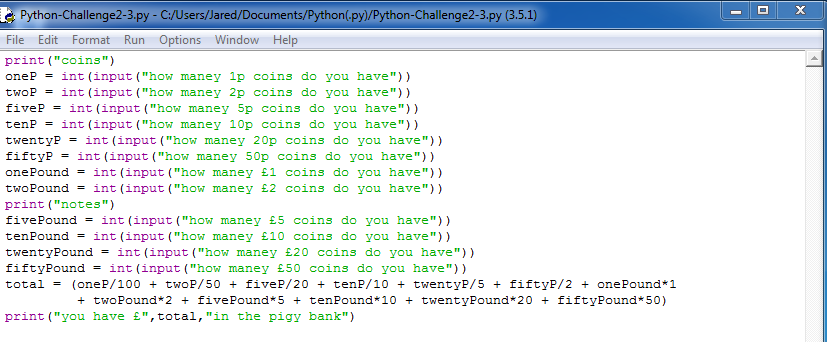 Python-Challenge2-3.py - C:/Users/Jared/Documents/Python(.py)/Python-Challenge2-3.py (3.5.1)
File Edit Format Run Options Window Help
print("coins")
oneP = int(input("how maney 1p coins do you have"))
twoP = int(input("how maney 2p coins do you have"))
fiveP = int(input("how maney 5p coins do you have"))
tenP = int(input("how maney 10p coins do you have"))
twentyP = int(input("how maney 20p coins do you have"))
fiftyP = int(input("how maney 50p coins do you have"))
onePound = int(input("how maney £1 coins do you have"))
twoPound = int(input("how maney £2 coins do you have"))
print("notes")
fivePound = int(input("how maney £5 coins do you have"))
tenPound = int(input("how maney £10 coins do you have"))
twentyPound = int(input("how maney £20 coins do you have"))
fiftyPound = int(input("how maney £50 coins do you have"))
total = (oneP/100 + twoP/50 + fiveP/20 + tenP/10 + twentyP/5 + fiftyP/2 + onePound*1
+ twoPound*2 + fivePound*5 + tenPound*10 + twentyPound*20 + fiftyPound*50)
print("you have £",total,"in the pigy bank")